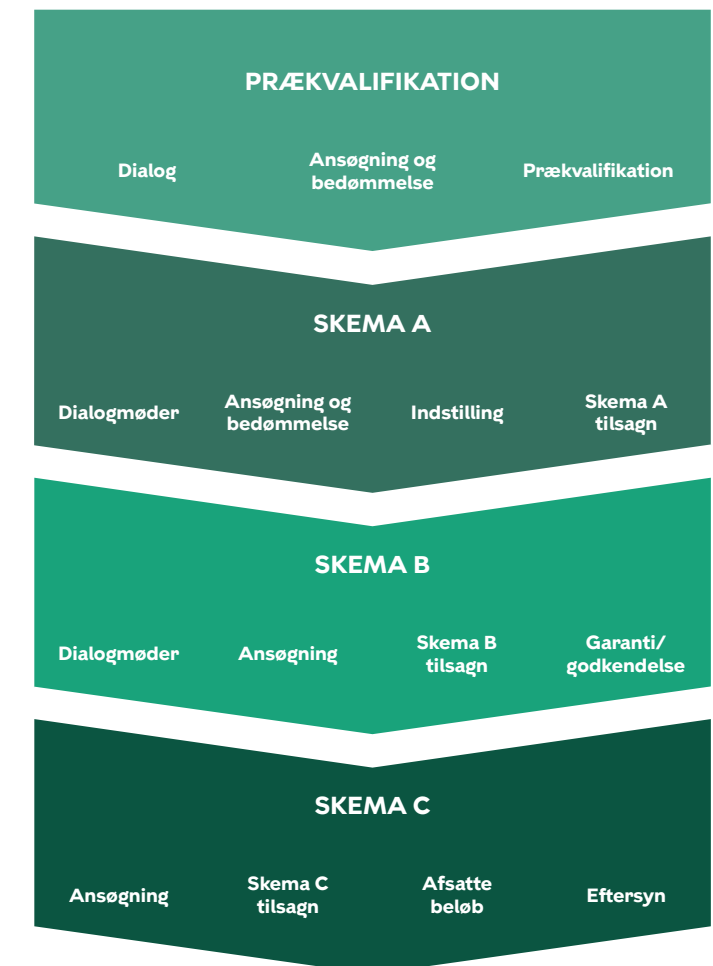 PRÆKVALIFIKATION
Dialog
Ansøgning og
bedømmelse
Prækvalifikation
SKEMA A
Dialogmøder
Ansøgning og
bedømmelse
Indstilling
Skema A
tilsagn
SKEMA B
Dialogmøder
Ansøgning
Skema B
tilsagn
Garanti/
godkendelse
SKEMA C
Ansøgning
Skema C
tilsagn
Afsatte
beløb
Eftersyn